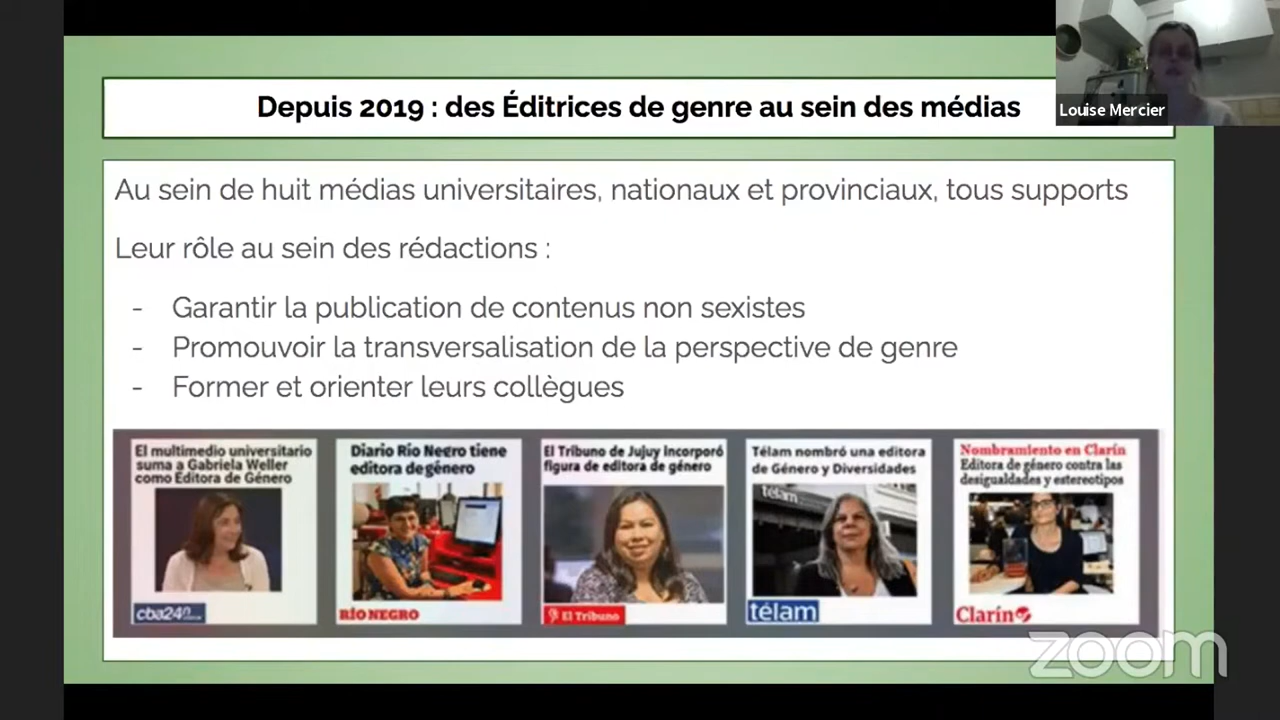 Depuis 2019 : des Éditrices de genre au sein des médias
Louise Mercier
Au sein de huit médias universitaires, nationaux et provinciaux, tous supports
Leur rôle au sein des rédactions :
- Garantir la publication de contenus non sexistes
- Promouvoir la transversalisation de la perspective de genre
- Former et orienter leurs collègues
El multimedio universitario
suma a Gabriela Weller
como Editora de Género
cba24n
Diario Río Negro tiene
editora de género
RÍO NEGRO
El Tribuno de Jujuy Incorporó
figura de editora de género
El Tribuno
Télam nombró una editora
de Género y Diversidades
télam
télam
Nombramiento en Clarín
Editora de género contra las
desigualdades y estereotipos
Clarín
zoom